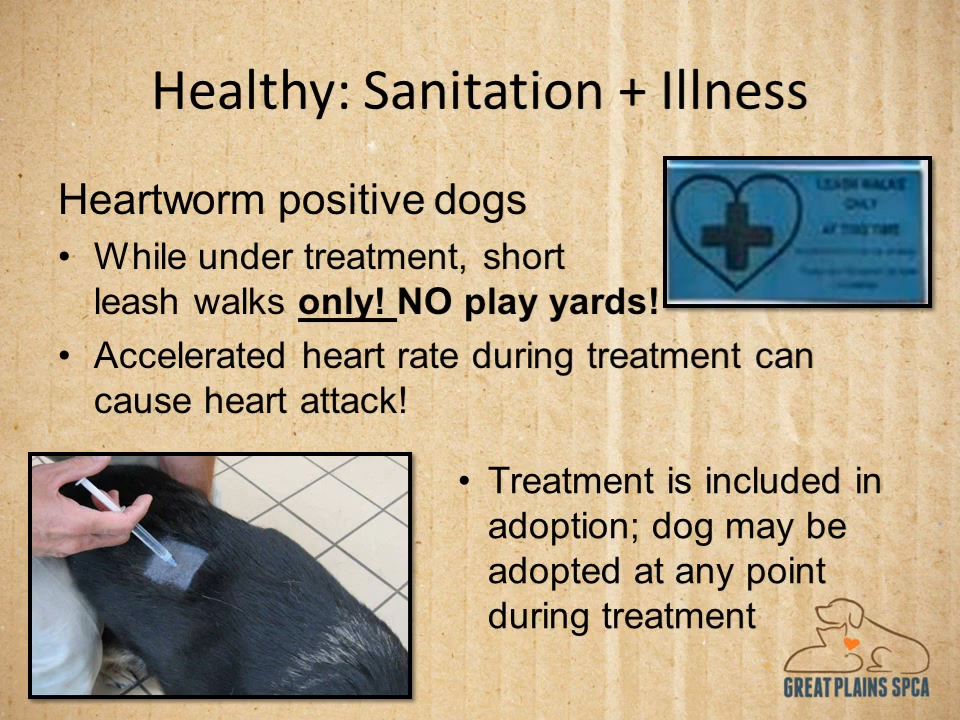 Healthy: Sanitation + Illness
Heartworm positive dogs
• While under treatment, short
leash walks only! NO play yards!
LEASH WALKS
ONLY
AT THIS TIME
• Accelerated heart rate during treatment can
cause heart attack!
• Treatment is included in
adoption; dog may be
adopted at any point
during treatment
GREAT PLAINS SPCA